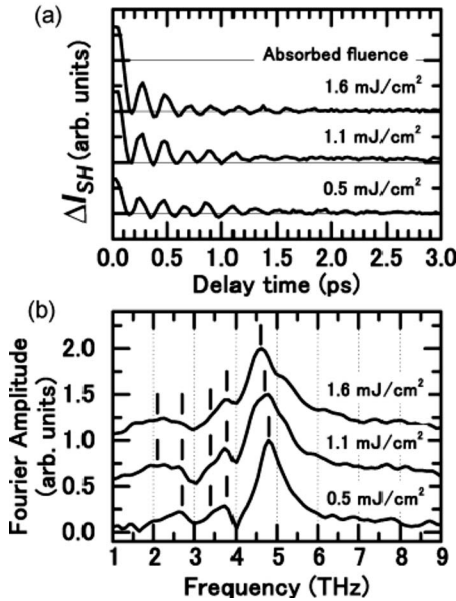 (a)
Absorbed fluence
1.6 mJ/cm²
1.1 mJ/cm²
0.5 mJ/cm²
ΔI_SH (arb. units)
0.0 0.5 1.0 1.5 2.0 2.5 3.0
Delay time (ps)
(b)
2.0
1.5
1.0
0.5
0.0
1.6 mJ/cm²
1.1 mJ/cm²
0.5 mJ/cm²
Fourier Amplitude
(arb. units)
1 2 3 4 5 6 7 8 9
Frequency (THz)